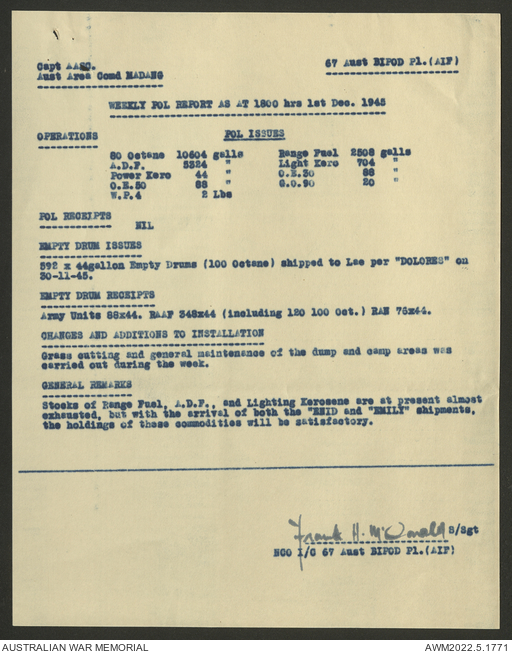 Capt AASC.
Aust Area Comd MADANG
67 Aust BIPOD Pl.(AIF)
WEEKLY POL REPORT AS AT 1800 hrs 1st Dec. 1945
OPERATIONS POL ISSUES
80 Octane 10604 galls Range Fuel 2508 galls
A.D.F. 5324 " Light Kero 704 "
Power Kero 44 " O.E.30 88 "
O.E.50 88 " G.O.90 20 "
W.P.4 2 Lbs
POL RECEIPTS
NIL
EMPTY DRUM ISSUES
592 x 44gallon Empty Drums (100 Octane) shipped to Lae per "DOLORES" on
30-11-45.
EMPTY DRUM RECEIPTS
Army Units 88x44. RAAF 348x44 (including 120 100 Oct.) RAN 76x44.
CHANGES AND ADDITIONS TO INSTALLATION
Grass cutting and general maintenance of the dump and camp areas was
carried out during the week.
GENERAL REMARKS
Stocks of Range Fuel, A.D.F., and Lighting Kerosene are at present almost
exhausted, but with the arrival of both the "ENID and "EMILY" shipments,
the holdings of these commodities will be satisfactory.
Frank H. McDonald S/Sgt
NCO I/C 67 Aust BIPOD Pl.(AIF)
AUSTRALIAN WAR MEMORIAL AWM2022.5.1771